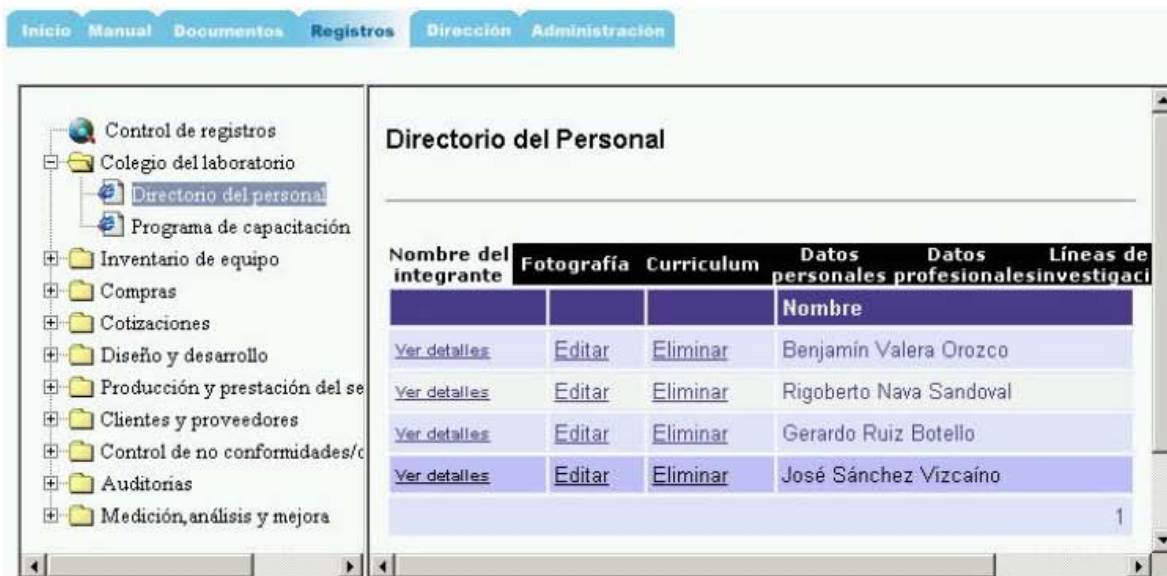 Inicio Manual Documentos Registros Dirección Administración
Control de registros
Colegio del laboratorio
Directorio del personal
Programa de capacitación
Inventario de equipo
Compras
Cotizaciones
Diseño y desarrollo
Producción y prestación del se
Clientes y proveedores
Control de no conformidades/c
Auditorias
Medición,análisis y mejora
Directorio del Personal
Nombre del integrante Fotografía Curriculum Datos personales Datos profesionales Líneas de investigaci
Nombre
Ver detalles Editar Eliminar Benjamín Valera Orozco
Ver detalles Editar Eliminar Rigoberto Nava Sandoval
Ver detalles Editar Eliminar Gerardo Ruiz Botello
Ver detalles Editar Eliminar José Sánchez Vizcaíno
1